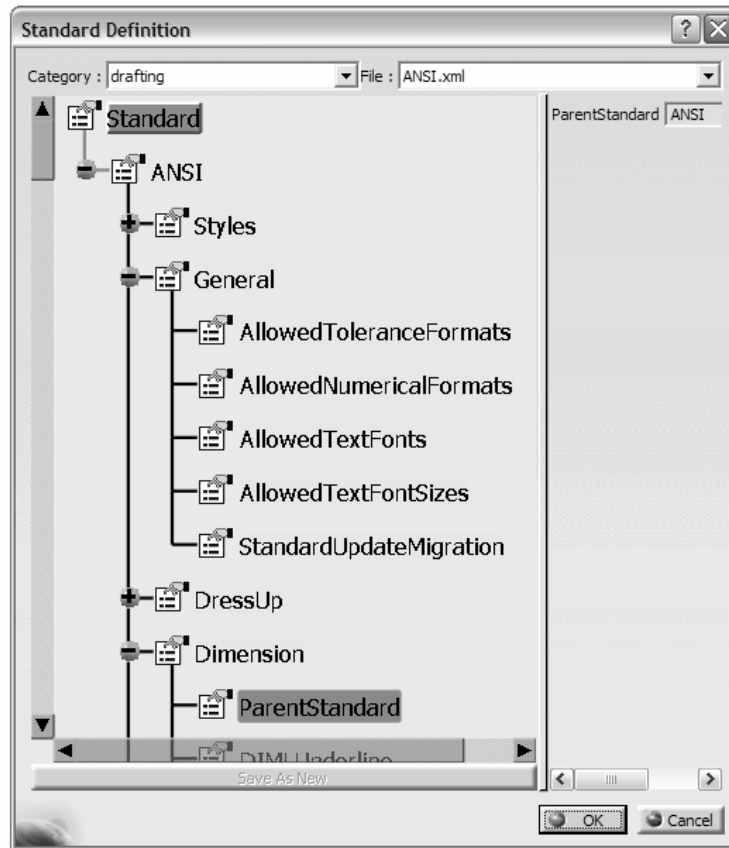 Standard Definition
Category : drafting File : ANSI.xml
Standard
ParentStandard ANSI
ANSI
Styles
General
AllowedToleranceFormats
AllowedNumericalFormats
AllowedTextFonts
AllowedTextFontSizes
StandardUpdateMigration
DressUp
Dimension
ParentStandard
DIMLUnderline
Save As New
OK Cancel